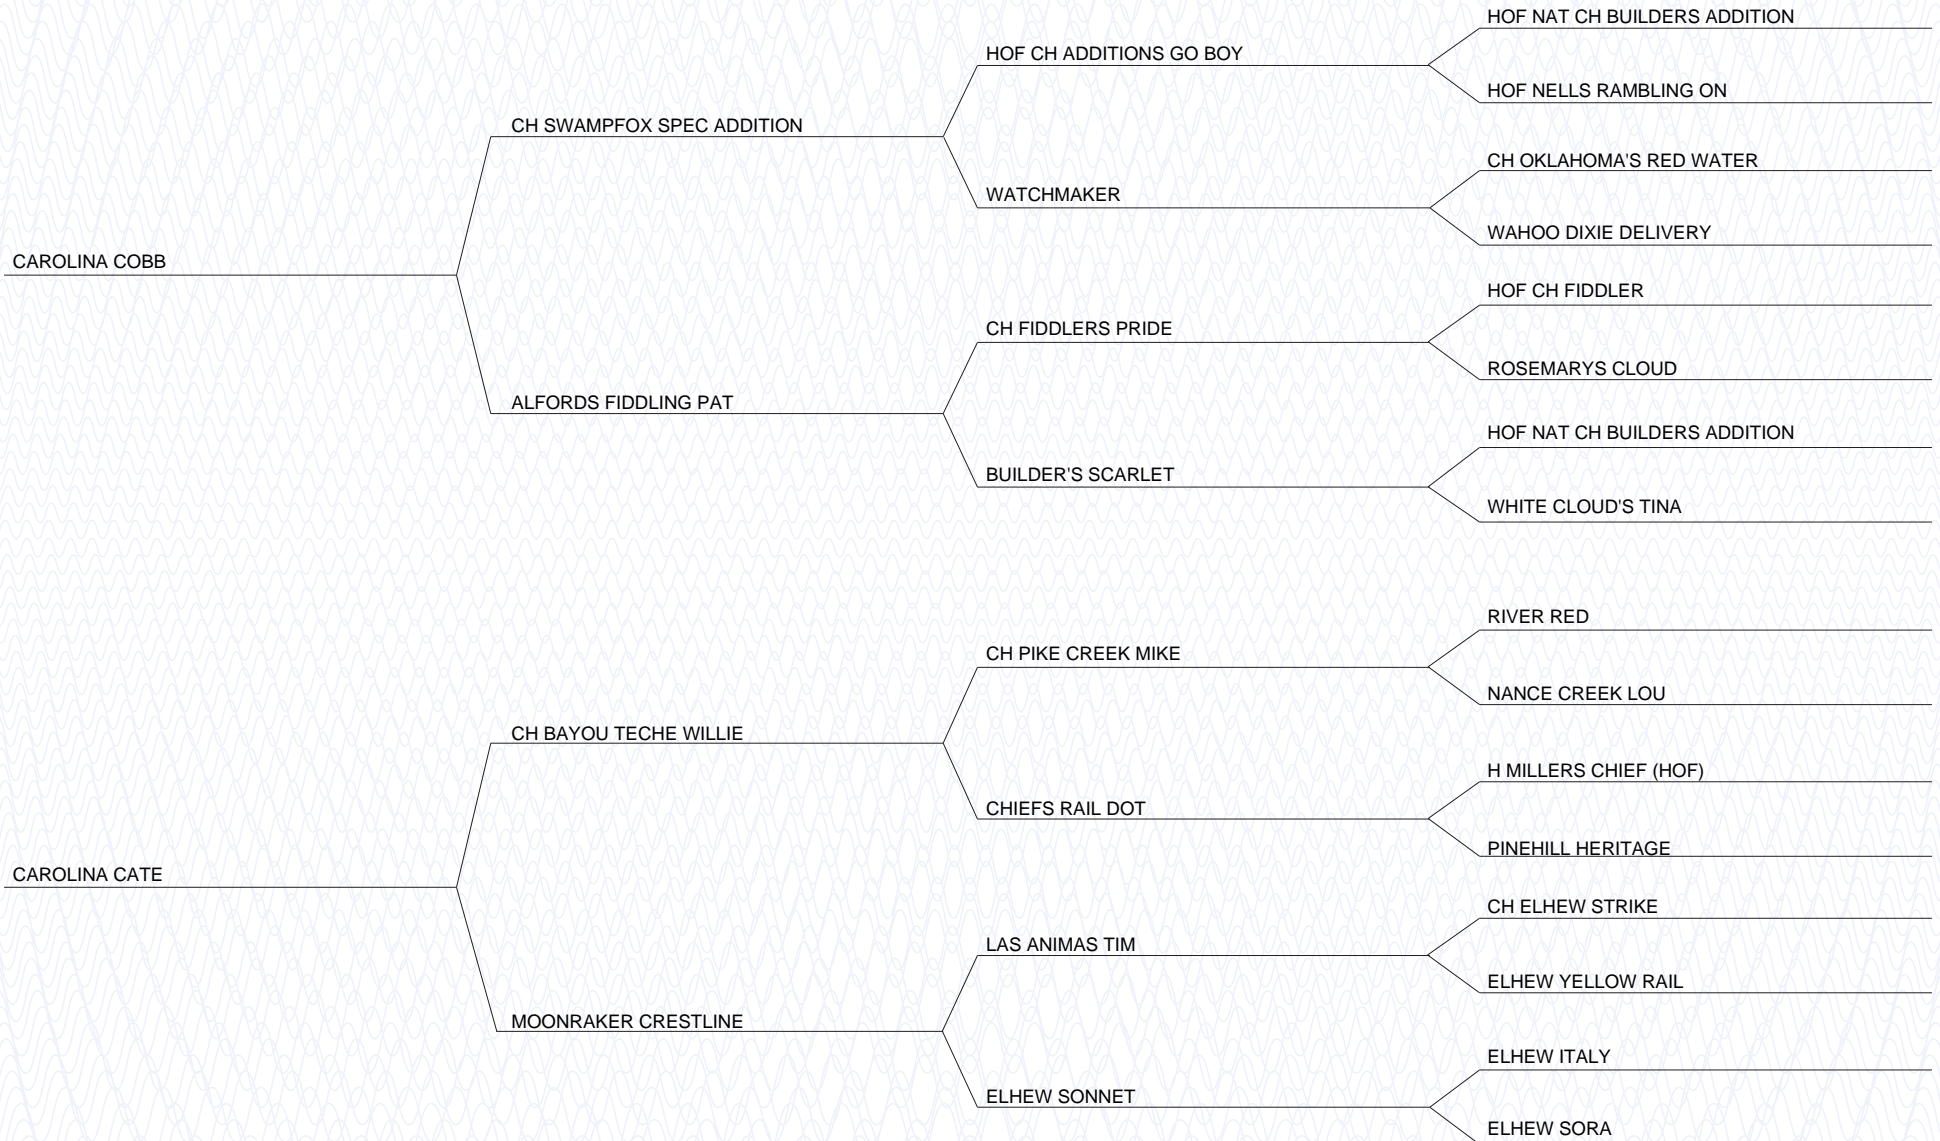 HOF NAT CH BUILDERS ADDITION
HOF CH ADDITIONS GO BOY
HOF NELLS RAMBLING ON
CH SWAMPFOX SPEC ADDITION
CH OKLAHOMA'S RED WATER
WATCHMAKER
WAHOO DIXIE DELIVERY
CAROLINA COBB
HOF CH FIDDLER
CH FIDDLERS PRIDE
ROSEMARYS CLOUD
ALFORDS FIDDLING PAT
HOF NAT CH BUILDERS ADDITION
BUILDER'S SCARLET
WHITE CLOUD'S TINA
RIVER RED
CH PIKE CREEK MIKE
NANCE CREEK LOU
CH BAYOU TECHE WILLIE
H MILLERS CHIEF (HOF)
CHIEFS RAIL DOT
PINEHILL HERITAGE
CAROLINA CATE
CH ELHEW STRIKE
LAS ANIMAS TIM
ELHEW YELLOW RAIL
MOONRAKER CRESTLINE
ELHEW ITALY
ELHEW SONNET
ELHEW SORA